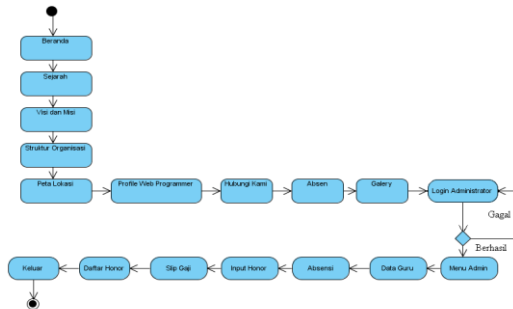 Beranda
Sejarah
Visi dan Misi
Struktur Organisasi
Peta Lokasi
Profile Web Programmer
Hubungi Kami
Absen
Galery
Login Administrator
Gagal
Berhasil
Menu Admin
Data Guru
Absensi
Input Honor
Slip Gaji
Daftar Honor
Keluar